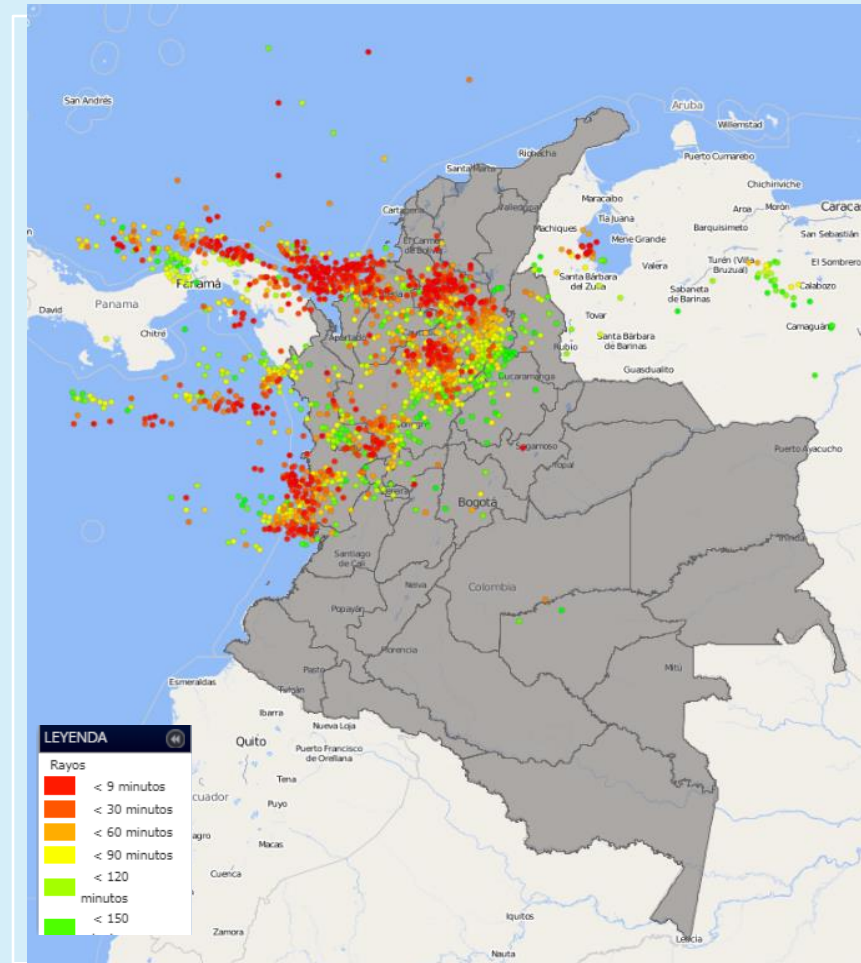 San Andrés
Aruba
Willemstad
Riohacha
Santa Marta
Puerto Cumarebo
Chichiriviche
Maracaibo
Caracas
Cartagena
Valledupar
Aroa
Morón
Tía Juana
Machiques
Barquisimeto
San Sebastián
Mene Grande
El Carmen
de Bolívar
Turén (Villa
Bruzual)
El Sombrero
Valera
Santa Bárbara
del Zulia
Panamá
Sabaneta
de Barinas
Calabozo
David
Panama
Tovar
Camaguán
Chitré
Apartadó
Santa Bárbara
de Barinas
Rubio
Guasdualito
Bucaramanga
Puerto Ayacucho
Sogamoso
Yopal
Bogotá
Inírida
Santiago
de Cali
Neiva
Colombia
Popayán
Florencia
Mitú
Pasto
Esmeraldas
Tulcán
Ibarra
Nueva Loja
Quito
Puerto Francisco
de Orellana
Tena
Puyo
Macas
Cuenca
Zamora
Iquitos
Nauta
Leticia
LEYENDA
Rayos
< 9 minutos
< 30 minutos
< 60 minutos
< 90 minutos
< 120
minutos
< 150